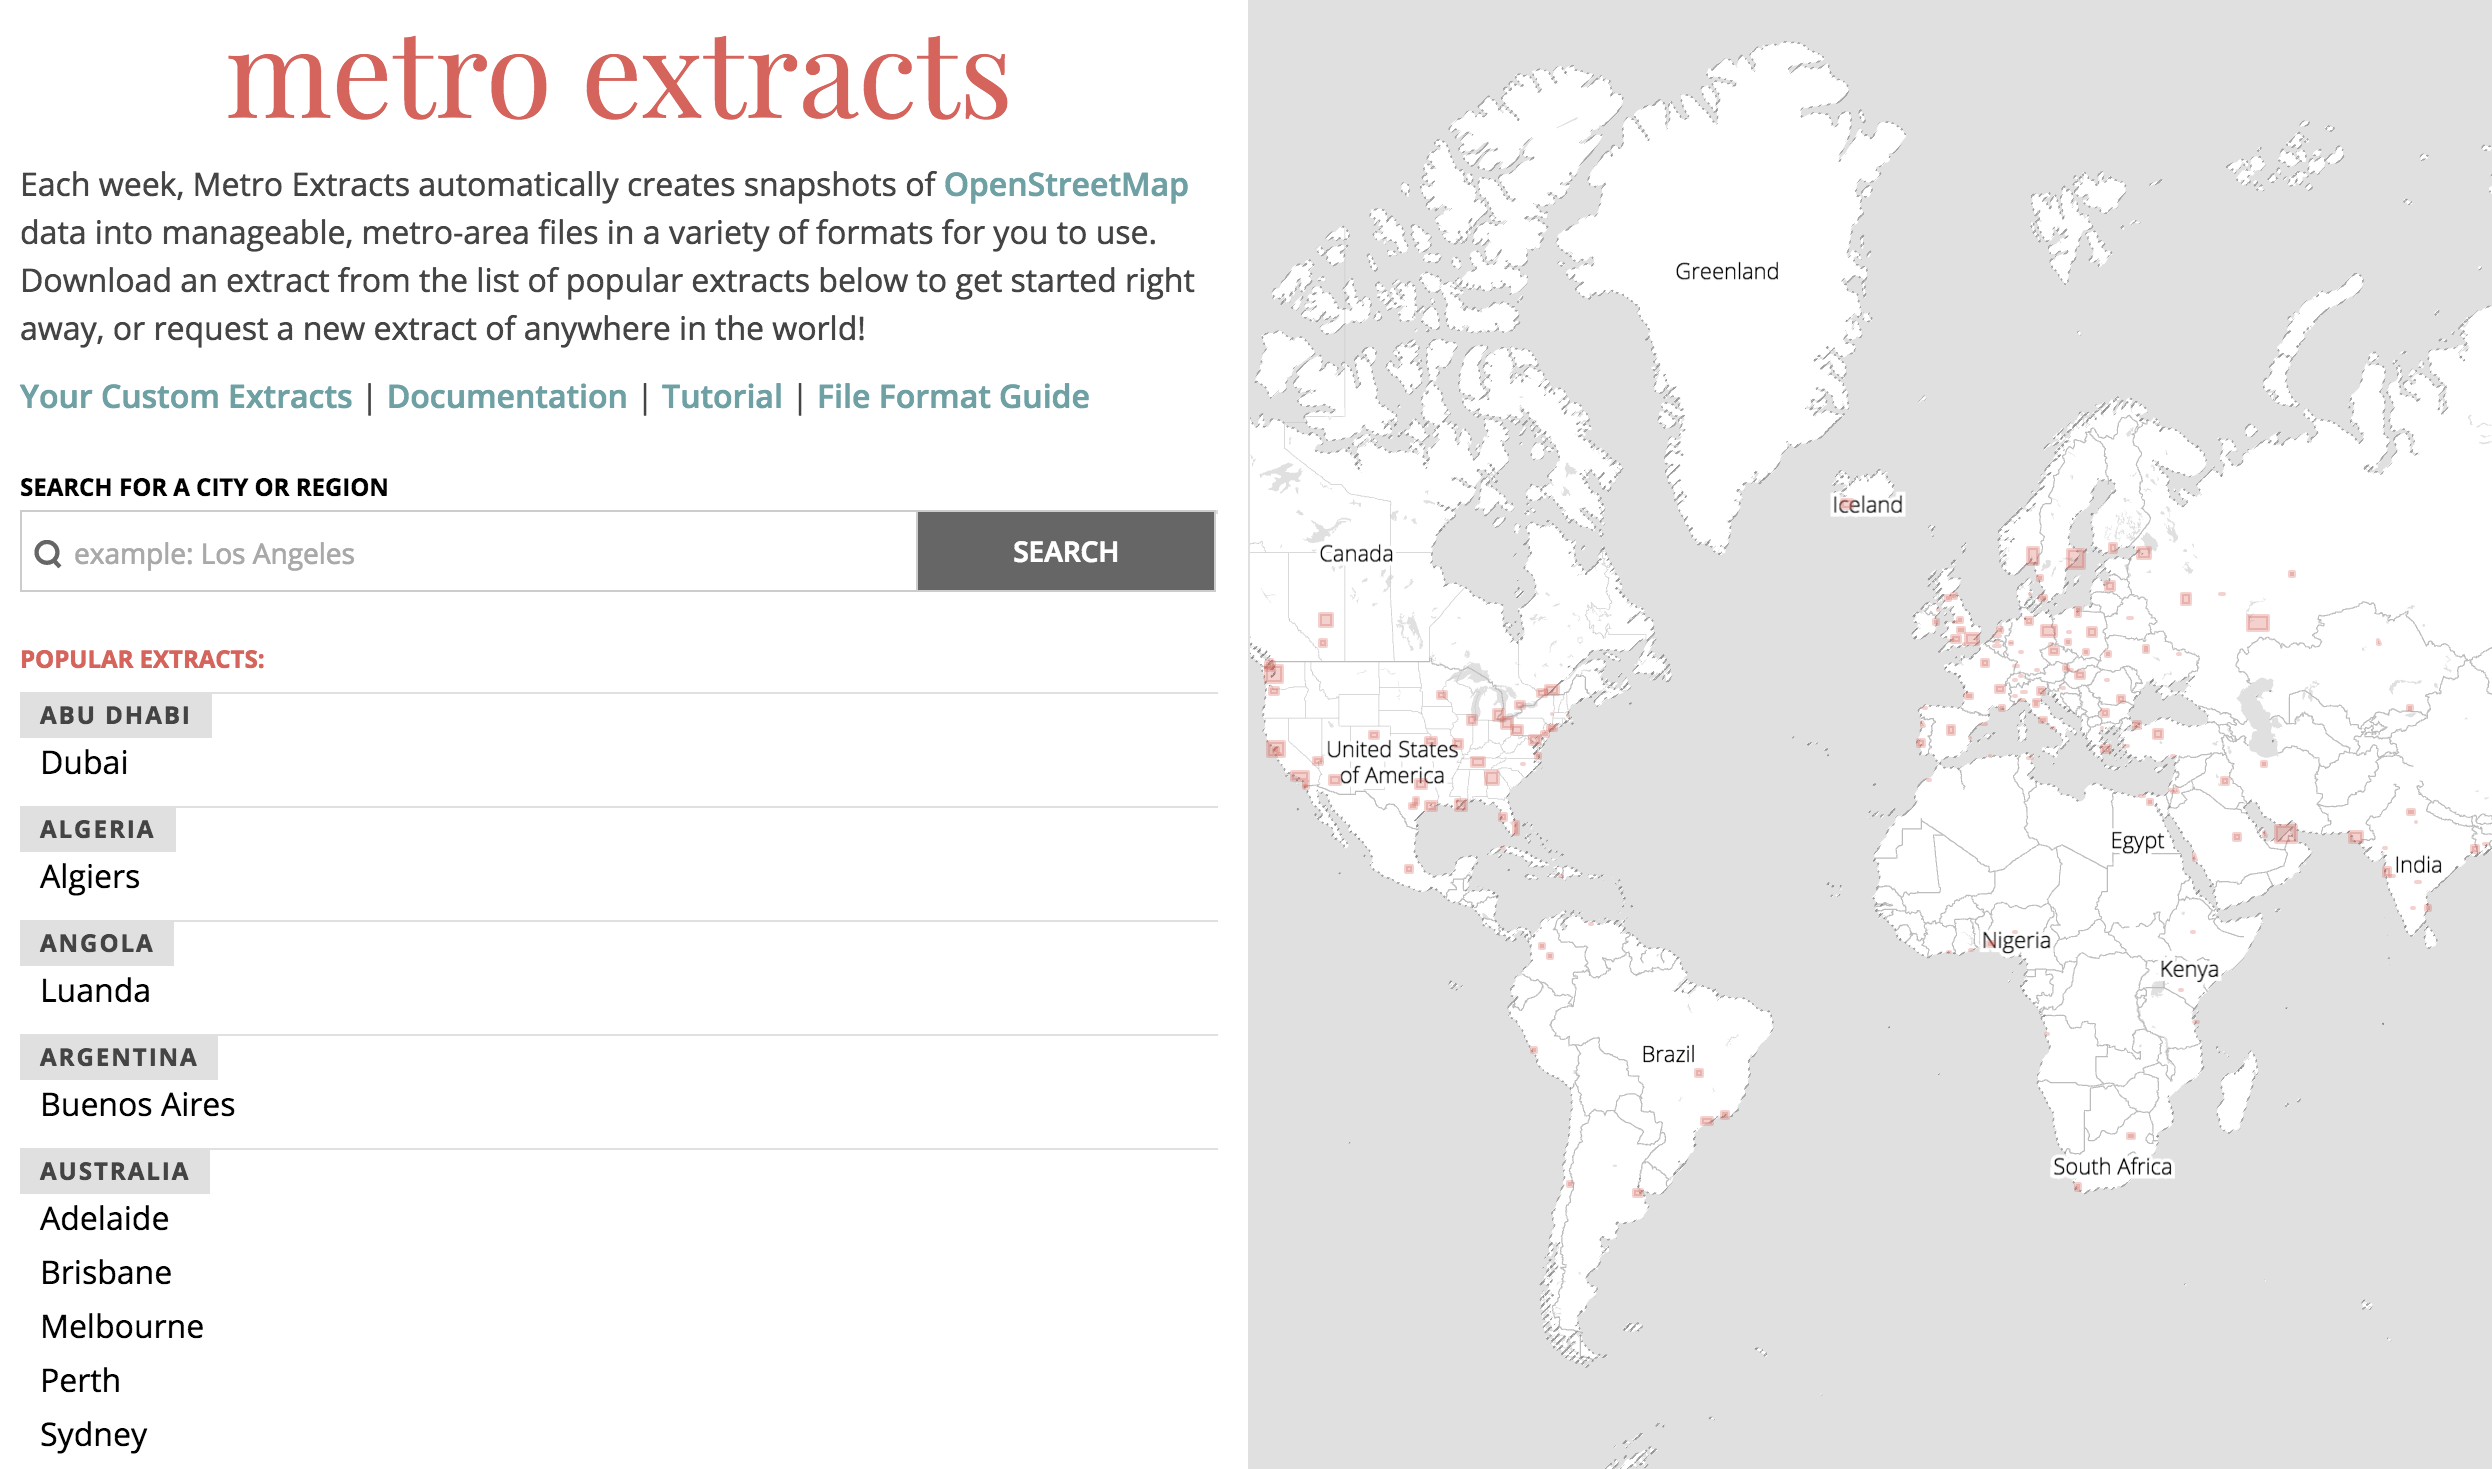 metro extracts
Each week, Metro Extracts automatically creates snapshots of OpenStreetMap
data into manageable, metro-area files in a variety of formats for you to use.
Download an extract from the list of popular extracts below to get started right
away, or request a new extract of anywhere in the world!
Your Custom Extracts | Documentation | Tutorial | File Format Guide
SEARCH FOR A CITY OR REGION
example: Los Angeles
SEARCH
POPULAR EXTRACTS:
ABU DHABI
Dubai
ALGERIA
Algiers
ANGOLA
Luanda
ARGENTINA
Buenos Aires
AUSTRALIA
Adelaide
Brisbane
Melbourne
Perth
Sydney
Greenland
Iceland
Canada
United States
of America
Egypt
India
Nigeria
Kenya
Brazil
South Africa